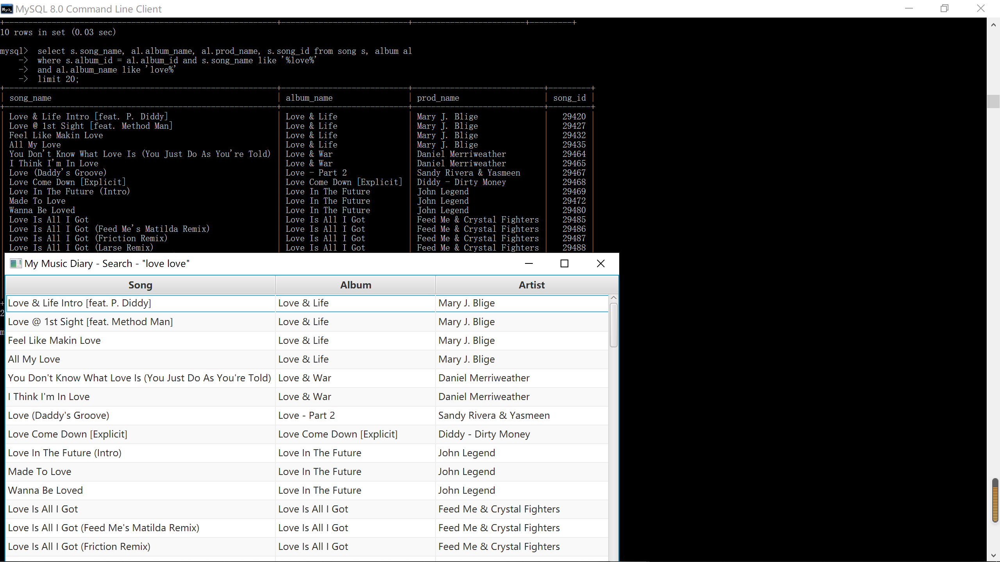 MySQL 8.0 Command Line Client
10 rows in set (0.03 sec)
mysql> select s.song_name, al.album_name, al.prod_name, s.song_id from song s, album al
-> where s.album_id = al.album_id and s.song_name like '%love%'
-> and al.album_name like 'love%'
-> limit 20;
song_name | album_name | prod_name | song_id |
Love & Life Intro [feat. P. Diddy] | Love & Life | Mary J. Blige | 29420 |
Love @ 1st Sight [feat. Method Man] | Love & Life | Mary J. Blige | 29427 |
Feel Like Makin Love | Love & Life | Mary J. Blige | 29432 |
All My Love | Love & Life | Mary J. Blige | 29435 |
You Don't Know What Love Is (You Just Do As You're Told) | Love & War | Daniel Merriweather | 29464 |
I Think I'm In Love | Love & War | Daniel Merriweather | 29465 |
Love (Daddy's Groove) | Love - Part 2 | Sandy Rivera & Yasmeen | 29467 |
Love Come Down [Explicit] | Love Come Down [Explicit] | Diddy - Dirty Money | 29468 |
Love In The Future (Intro) | Love In The Future | John Legend | 29469 |
Made To Love | Love In The Future | John Legend | 29472 |
Wanna Be Loved | Love In The Future | John Legend | 29480 |
Love Is All I Got | Love Is All I Got | Feed Me & Crystal Fighters | 29485 |
Love Is All I Got (Feed Me's Matilda Remix) | Love Is All I Got | Feed Me & Crystal Fighters | 29486 |
Love Is All I Got (Friction Remix) | Love Is All I Got | Feed Me & Crystal Fighters | 29487 |
Love Is All I Got (Larse Remix) | Love Is All I Got | Feed Me & Crystal Fighters | 29488 |
My Music Diary - Search - "love love"
Song Album Artist
Love & Life Intro [feat. P. Diddy] Love & Life Mary J. Blige
Love @ 1st Sight [feat. Method Man] Love & Life Mary J. Blige
Feel Like Makin Love Love & Life Mary J. Blige
All My Love Love & Life Mary J. Blige
You Don't Know What Love Is (You Just Do As You're Told) Love & War Daniel Merriweather
I Think I'm In Love Love & War Daniel Merriweather
Love (Daddy's Groove) Love - Part 2 Sandy Rivera & Yasmeen
Love Come Down [Explicit] Love Come Down [Explicit] Diddy - Dirty Money
Love In The Future (Intro) Love In The Future John Legend
Made To Love Love In The Future John Legend
Wanna Be Loved Love In The Future John Legend
Love Is All I Got Love Is All I Got Feed Me & Crystal Fighters
Love Is All I Got (Feed Me's Matilda Remix) Love Is All I Got Feed Me & Crystal Fighters
Love Is All I Got (Friction Remix) Love Is All I Got Feed Me & Crystal Fighters